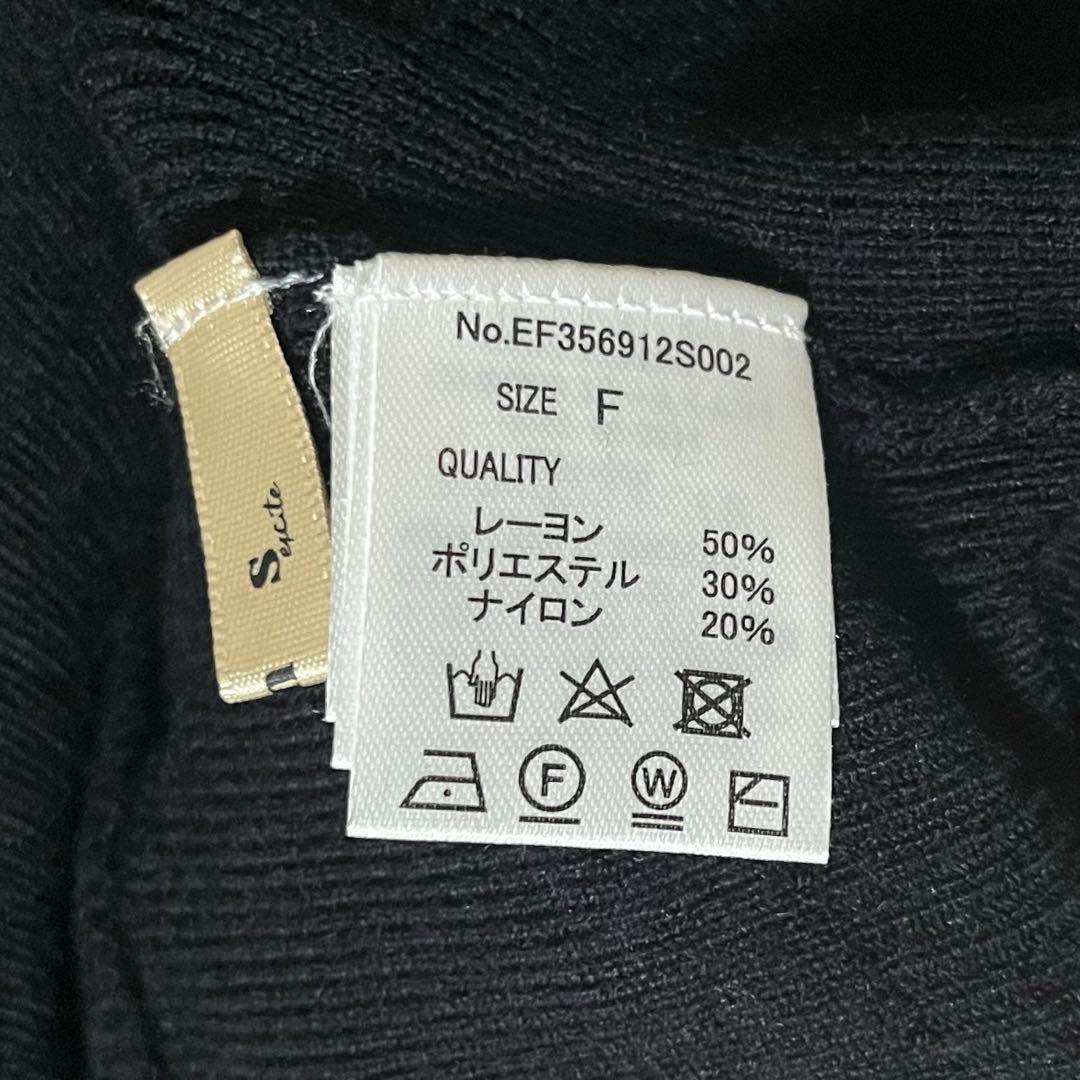 No.EF356912S002
SIZE F
QUALITY
レーヨン 50%
ポリエステル 30%
ナイロン 20%
F
W
Sexcite